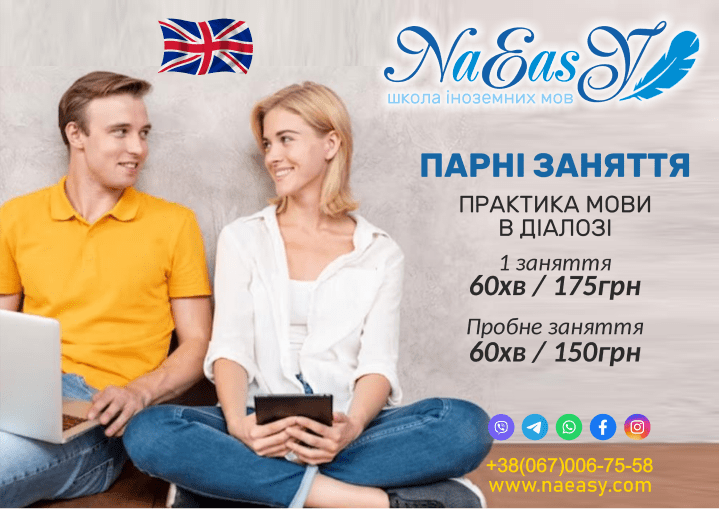 NaEasy
школа іноземних мов
ПАРНІ ЗАНЯТТЯ
ПРАКТИКА МОВИ
В ДІАЛОЗІ
1 заняття
60хв / 175грн
Пробне заняття
60хв / 150грн
+38(067)006-75-58
www.naeasy.com